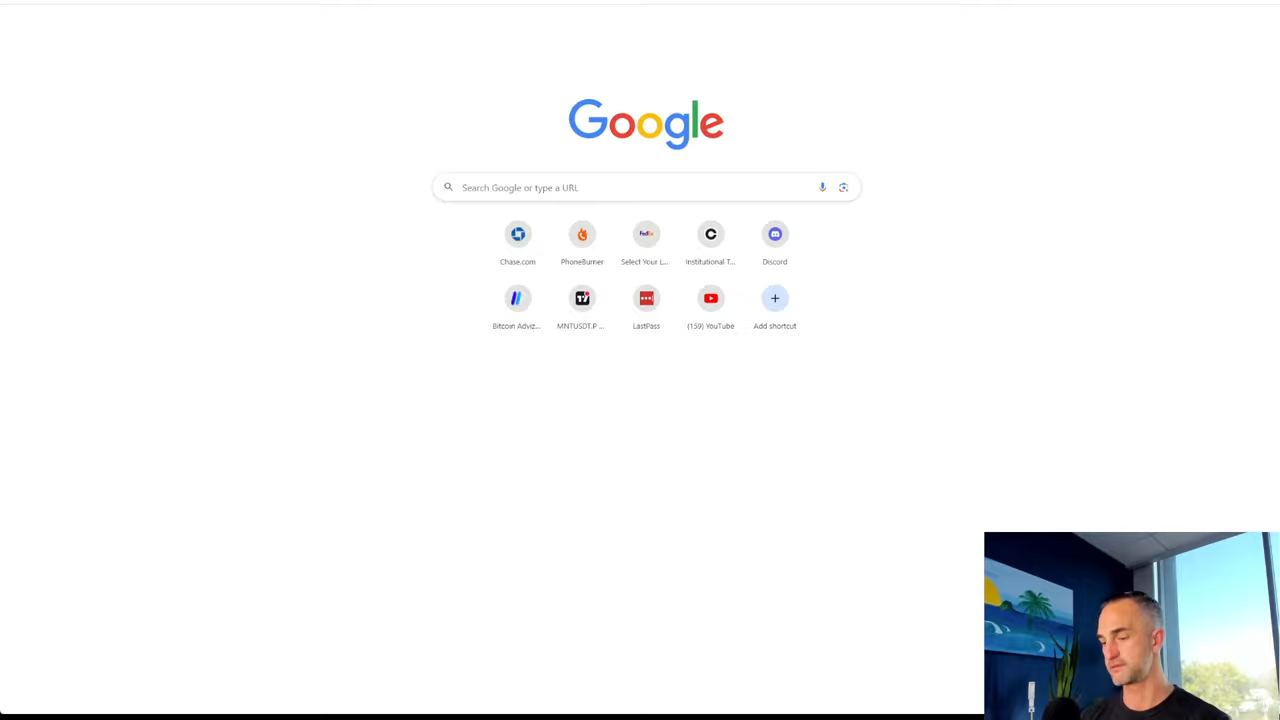 Google
Search Google or type a URL
FedEx
Chase.com
PhoneBurner
Select Your L...
Institutional T...
Discord
Bitcoin Adviz...
MNTUSDT.P ...
LastPass
(159) YouTube
Add shortcut